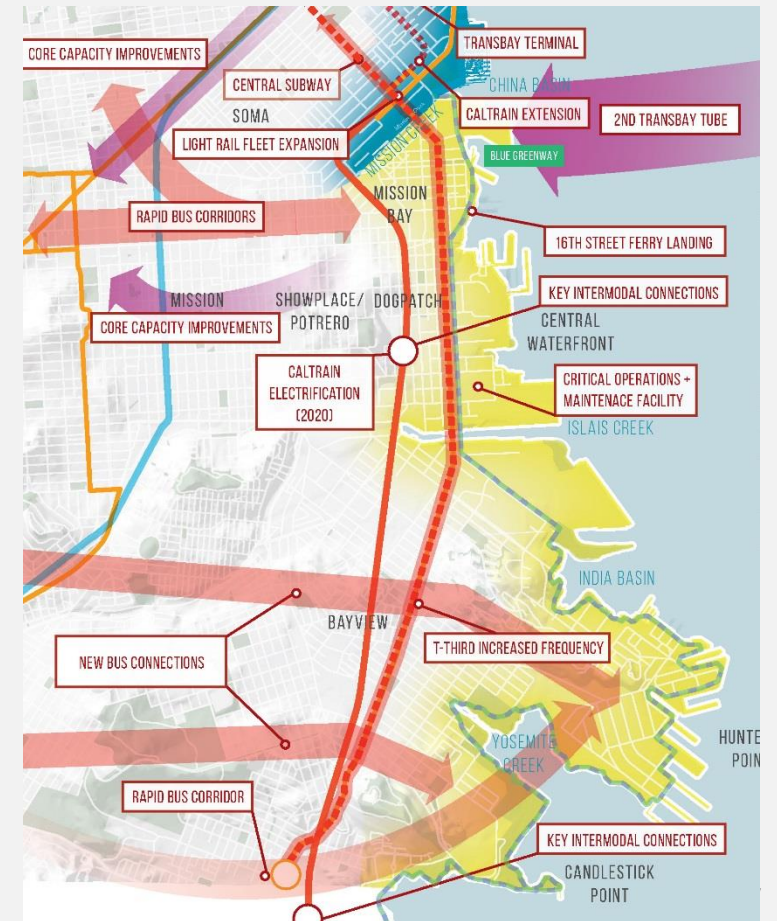 TRANSBAY TERMINAL
CORE CAPACITY IMPROVEMENTS
CENTRAL SUBWAY
CHINA BASIN
CALTRAIN EXTENSION
2ND TRANSBAY TUBE
SOMA
LIGHT RAIL FLEET EXPANSION
MISSION CREEK
BLUE GREENWAY
MISSION
BAY
RAPID BUS CORRIDORS
16TH STREET FERRY LANDING
KEY INTERMODAL CONNECTIONS
MISSION
SHOWPLACE/
POTRERO
DOGPATCH
CORE CAPACITY IMPROVEMENTS
CENTRAL
WATERFRONT
CALTRAIN
ELECTRIFICATION
(2020)
CRITICAL OPERATIONS +
MAINTENACE FACILITY
ISLAIS CREEK
INDIA BASIN
BAYVIEW
T-THIRD INCREASED FREQUENCY
NEW BUS CONNECTIONS
YOSEMITE
CREEK
HUNTE
POIN
RAPID BUS CORRIDOR
KEY INTERMODAL CONNECTIONS
CANDLESTICK
POINT